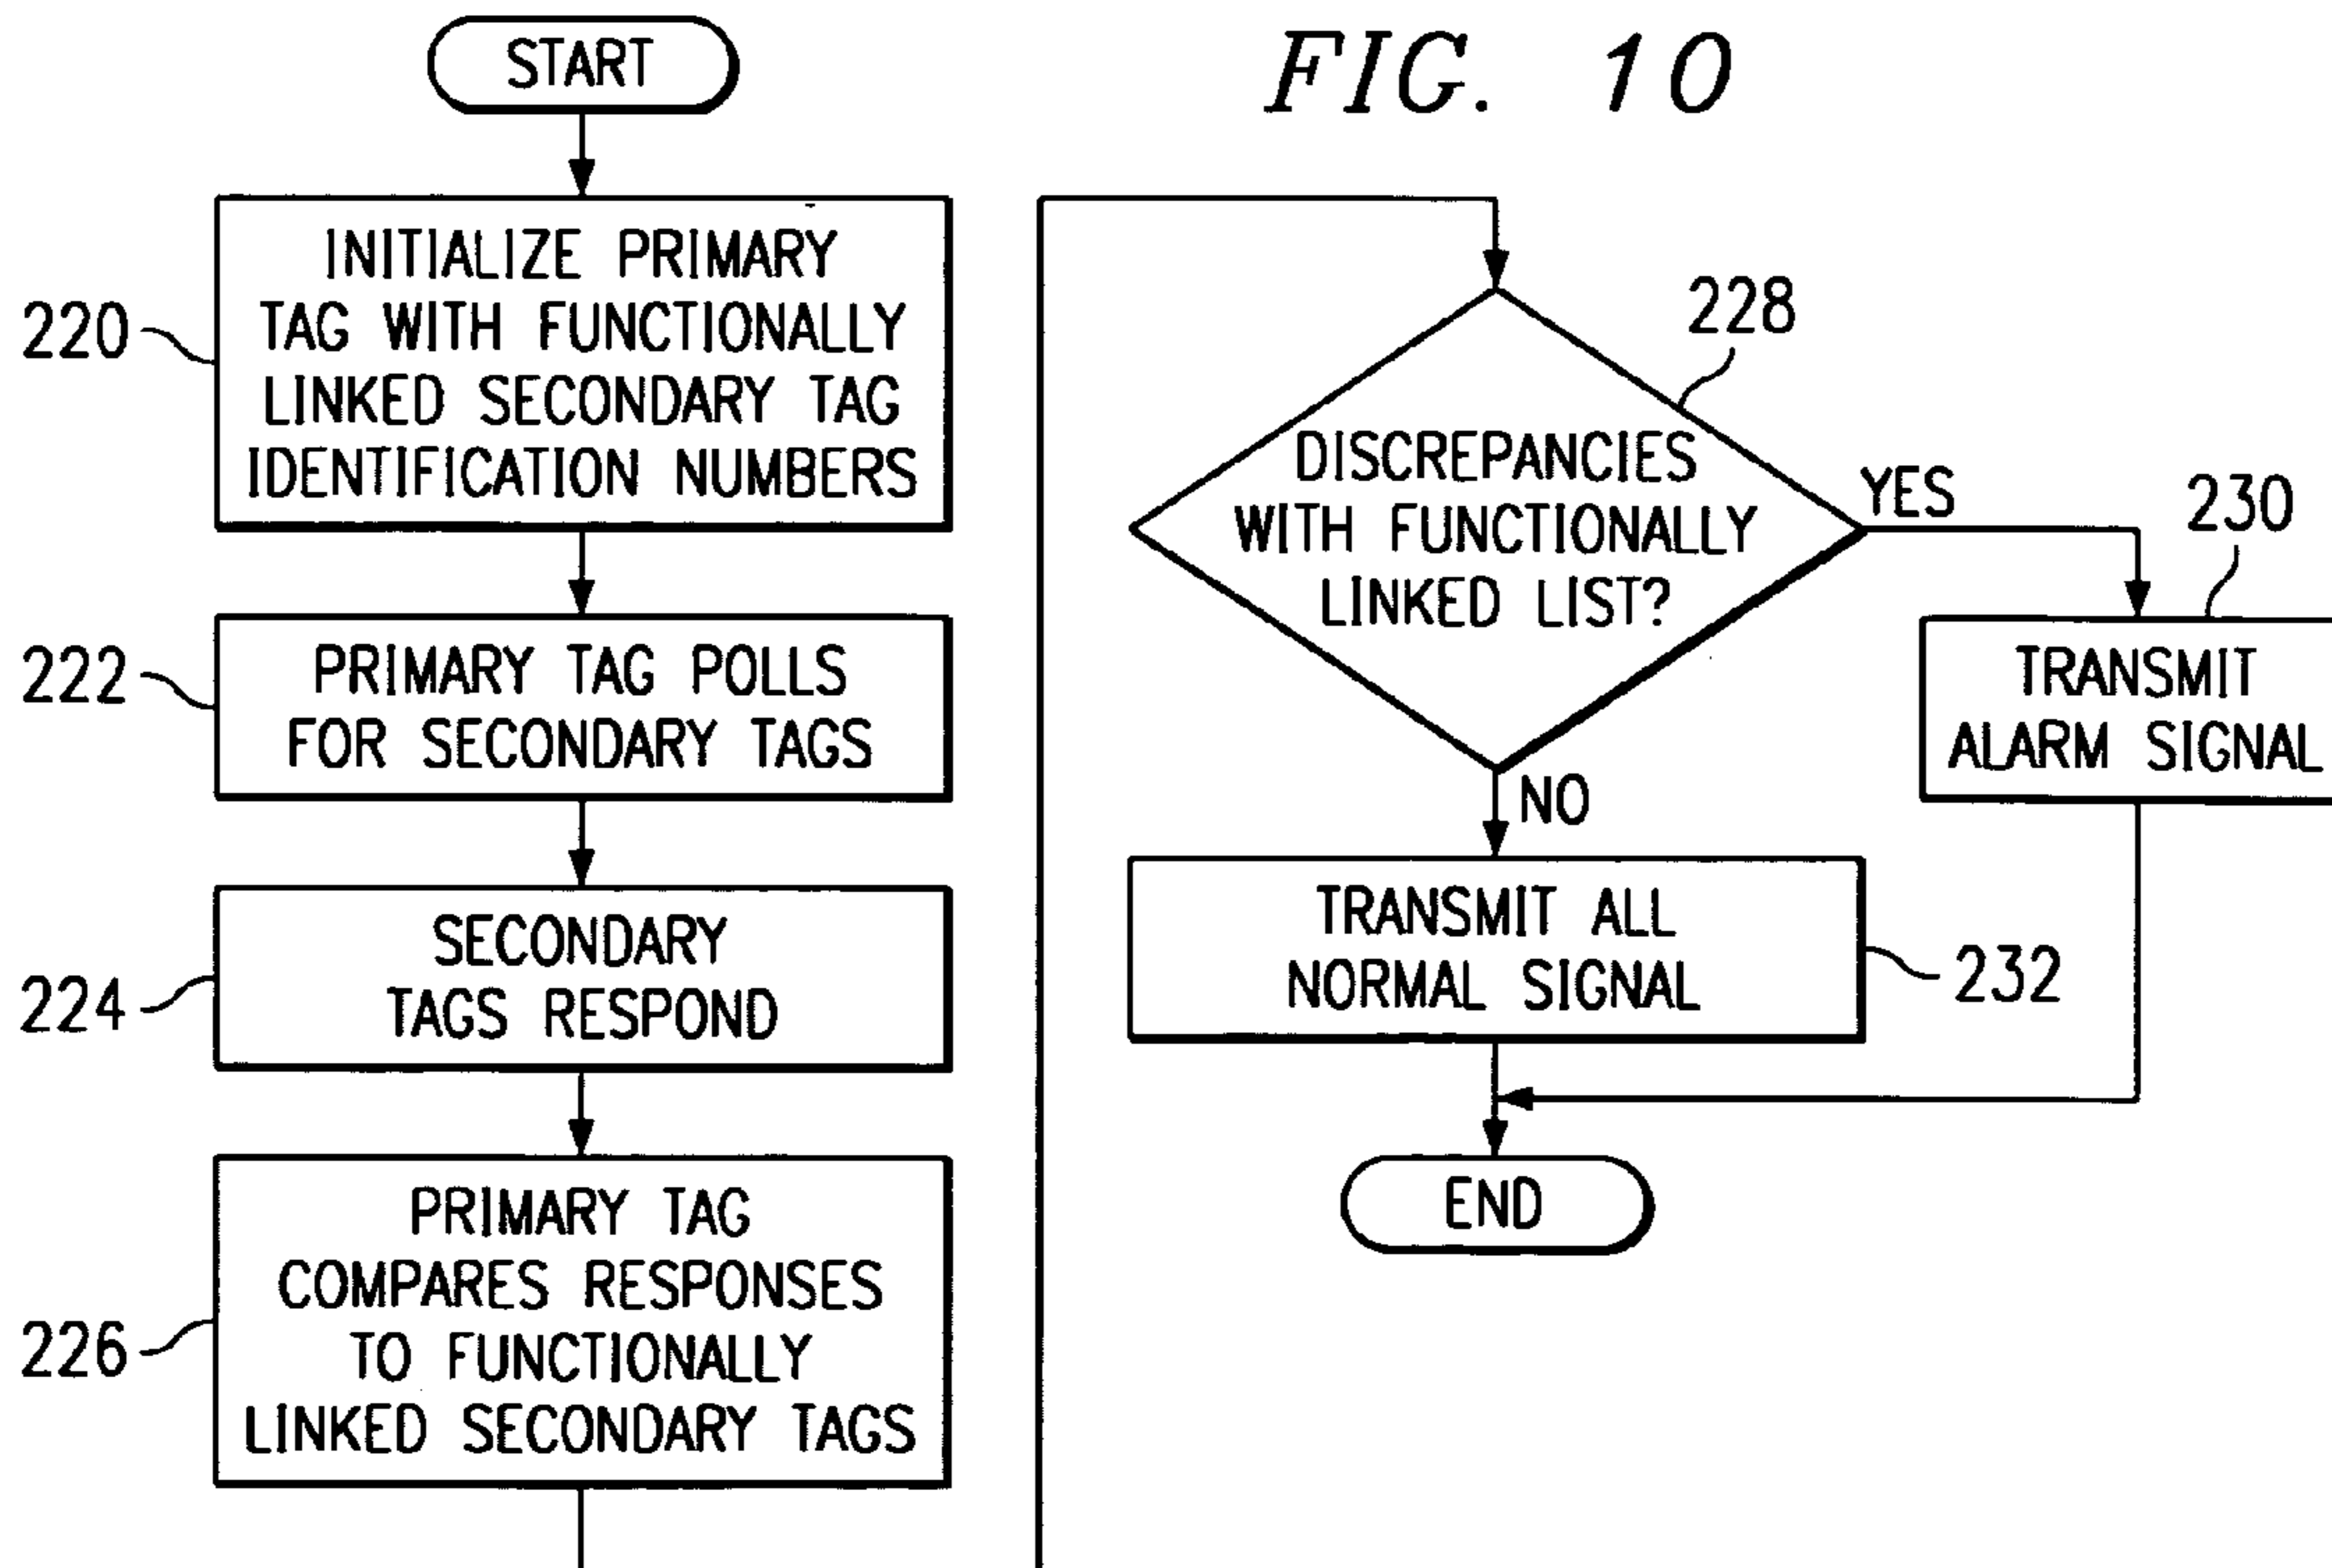 FIG. 10
START
220
INITIALIZE PRIMARY
TAG WITH FUNCTIONALLY
LINKED SECONDARY TAG
IDENTIFICATION NUMBERS
222
PRIMARY TAG POLLS
FOR SECONDARY TAGS
224
SECONDARY
TAGS RESPOND
226
PRIMARY TAG
COMPARES RESPONSES
TO FUNCTIONALLY
LINKED SECONDARY TAGS
228
DISCREPANCIES
WITH FUNCTIONALLY
LINKED LIST?
YES
230
TRANSMIT
ALARM SIGNAL
NO
TRANSMIT ALL
NORMAL SIGNAL
232
END